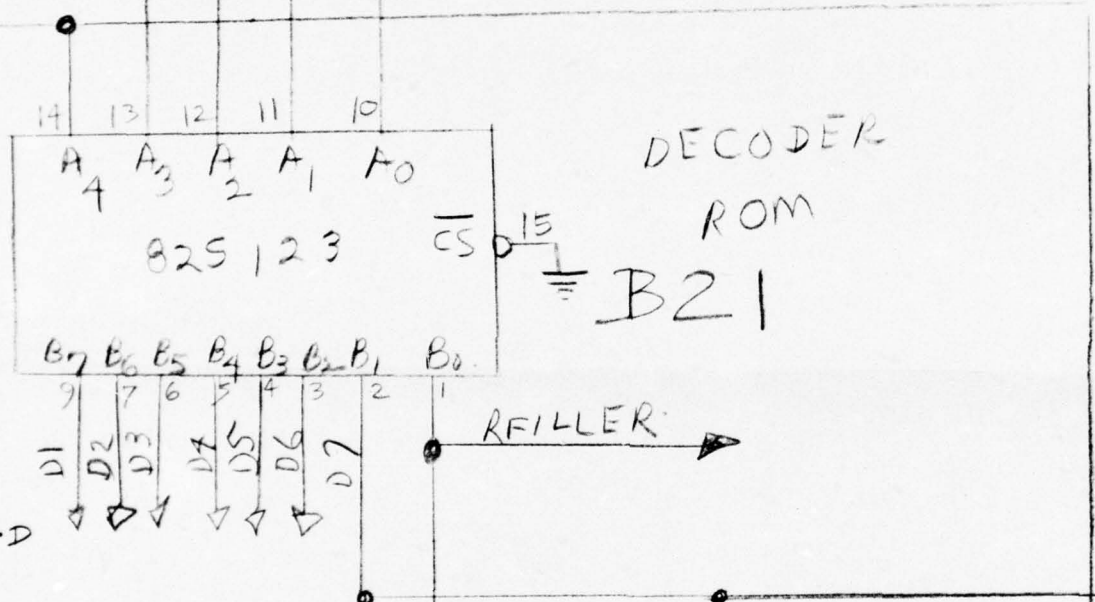 14 13 12 11 10
A4 A3 A2 A1 A0
DECODER
ROM
B21
82S123
CS 15
B7 B6 B5 B4 B3 B2 B1 B0
9 7 6 5 4 3 2 1
RFILLER
D1 D2 D3 D4 D5 D6 D7
D